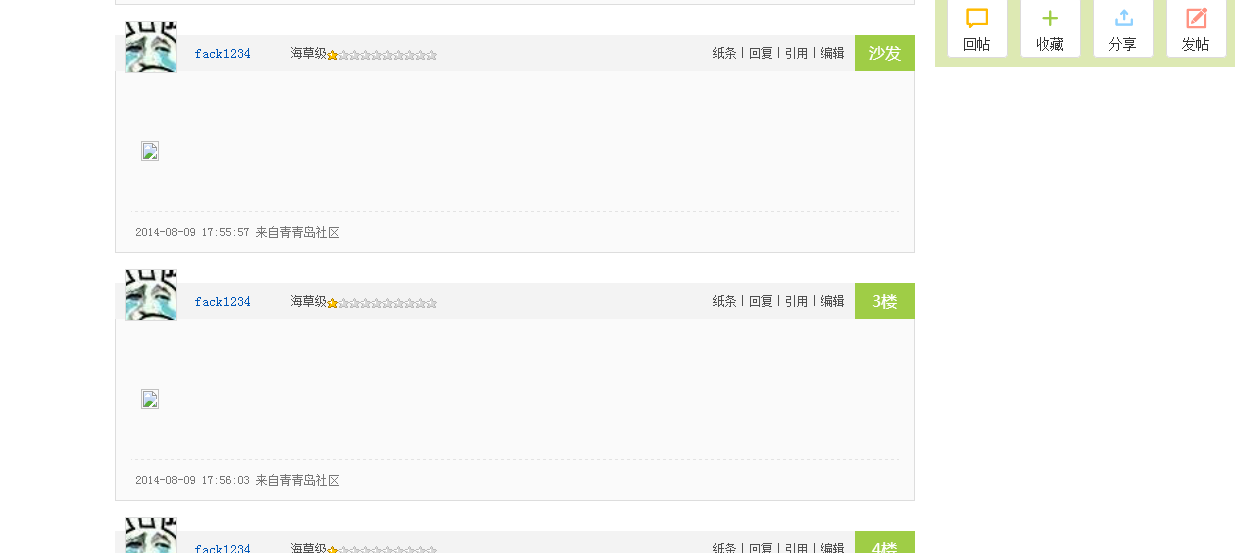 回帖 收藏 分享 发帖
fack1234 海草级 纸条 | 回复 | 引用 | 编辑 沙发
2014-08-09 17:55:57 来自青青岛社区
fack1234 海草级 纸条 | 回复 | 引用 | 编辑 3楼
2014-08-09 17:56:03 来自青青岛社区
fack1234 海草级 纸条 | 回复 | 引用 | 编辑 4楼